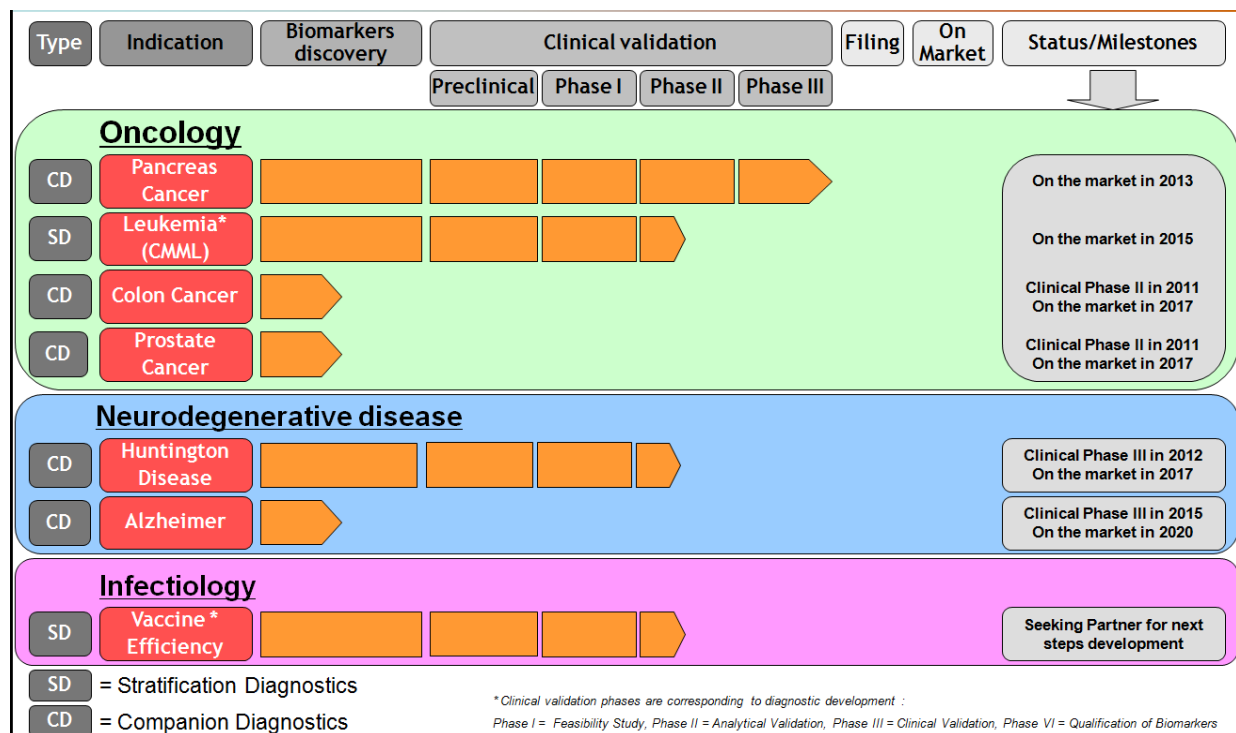 Type
Indication
Biomarkers
discovery
Clinical validation
Filing
On
Market
Status/Milestones
Preclinical
Phase I
Phase II
Phase III
Oncology
CD
Pancreas
Cancer
On the market in 2013
SD
Leukemia*
(CMML)
On the market in 2015
CD
Colon Cancer
Clinical Phase II in 2011
On the market in 2017
CD
Prostate
Cancer
Clinical Phase II in 2011
On the market in 2017
Neurodegenerative disease
CD
Huntington
Disease
Clinical Phase III in 2012
On the market in 2017
CD
Alzheimer
Clinical Phase III in 2015
On the market in 2020
Infectiology
SD
Vaccine *
Efficiency
Seeking Partner for next
steps development
SD = Stratification Diagnostics
CD = Companion Diagnostics
* Clinical validation phases are corresponding to diagnostic development :
Phase I = Feasibility Study, Phase II = Analytical Validation, Phase III = Clinical Validation, Phase VI = Qualification of Biomarkers